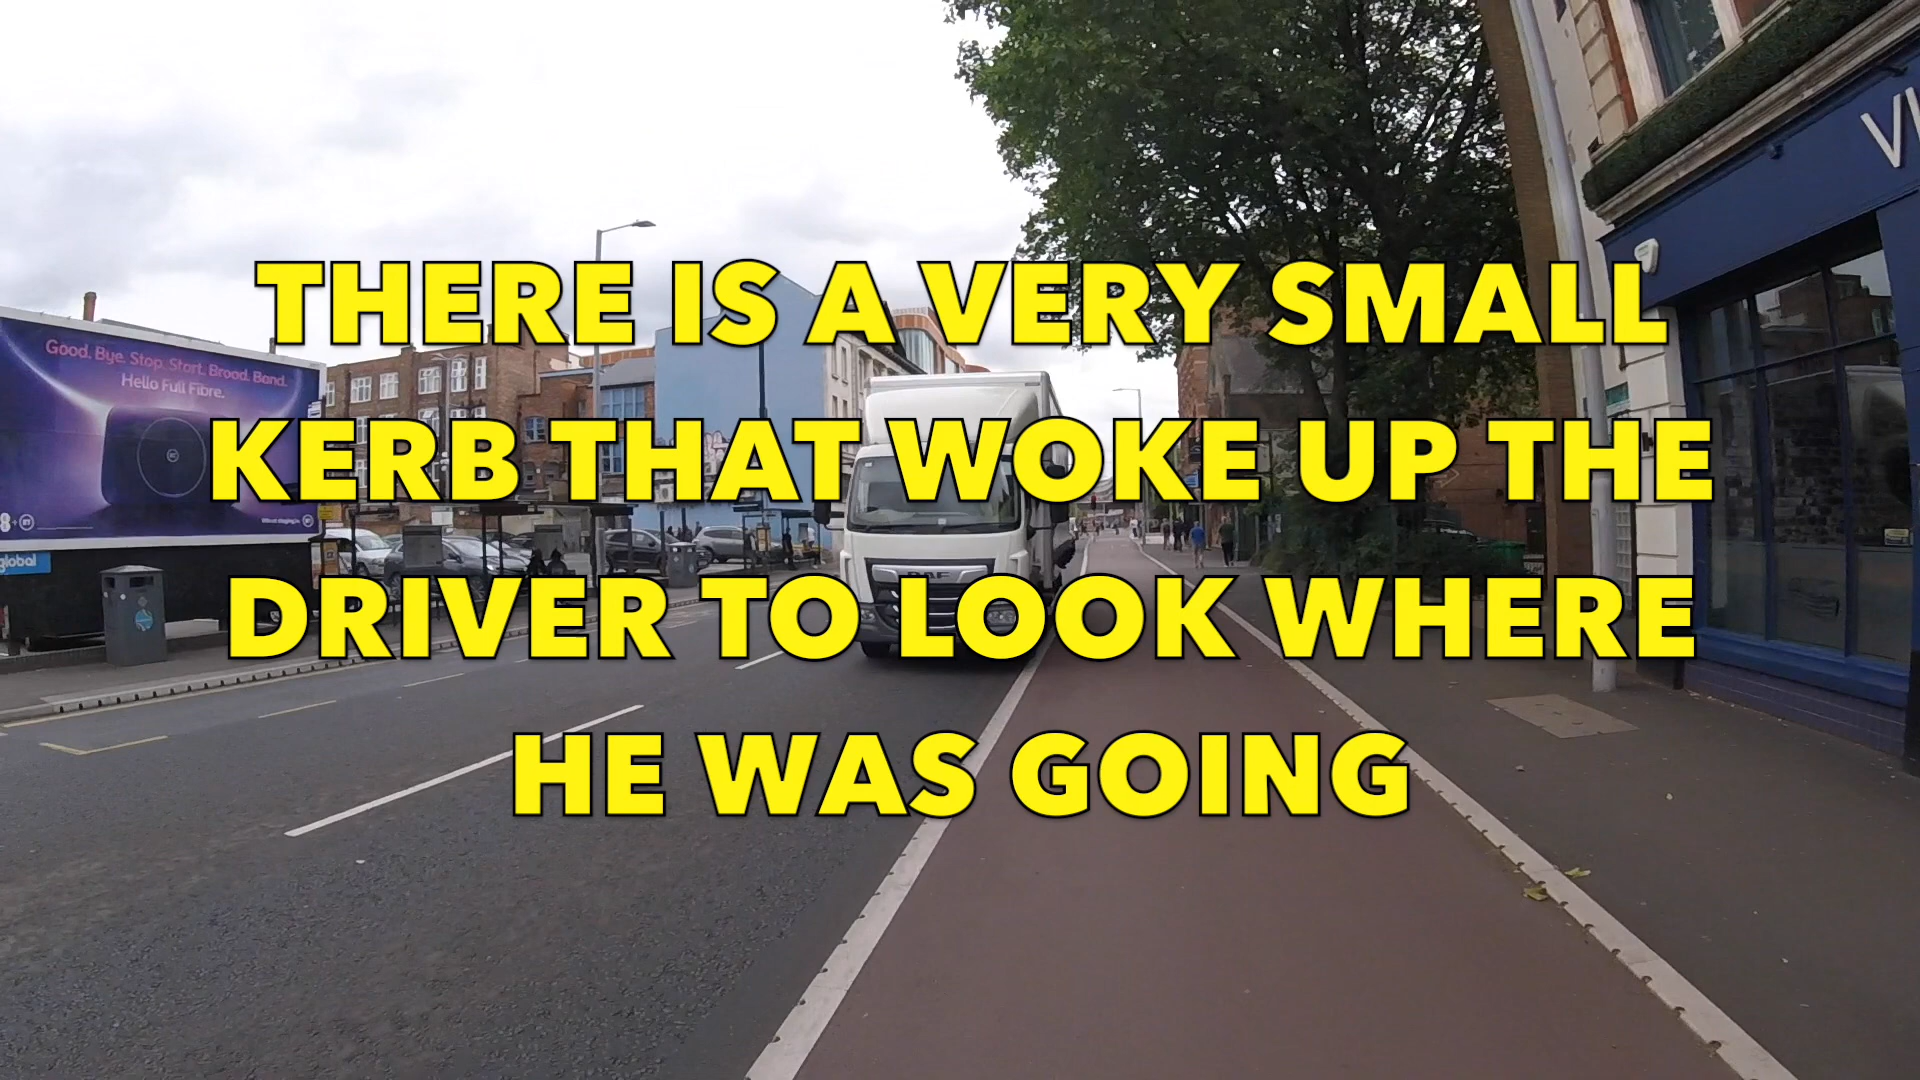 THERE IS A VERY SMALL
KERB THAT WOKE UP THE
DRIVER TO LOOK WHERE
HE WAS GOING
Good. Bye. Stop. Start. Broad. Band.
Hello Full Fibre.
global